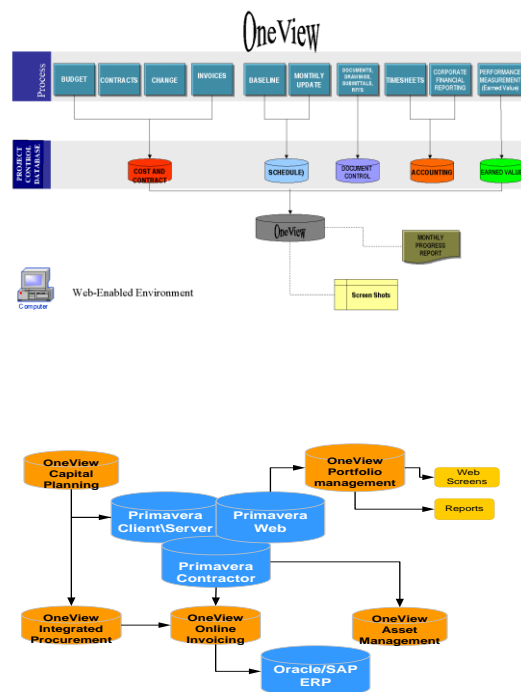 OneView
Process
BUDGET
CONTRACTS
CHANGE
INVOICES
BASELINE
MONTHLY
UPDATE
DOCUMENTS,
DRAWINGS,
SUBMITTALS,
RFI'S
TIMESHEETS
CORPORATE
FINANCIAL
REPORTING
PERFORMANCE
MEASUREMENT
(Earned Value)
PROJECT
CONTROL
DATABASE
COST AND
CONTRACT
SCHEDULE)
DOCUMENT
CONTROL
ACCOUNTING
EARNED VALUE
OneView
MONTHLY
PROGRESS
REPORT
Screen Shots
Computer
Web-Enabled Environment
OneView
Capital
Planning
OneView
Portfolio
management
Web
Screens
Reports
Primavera
Client\Server
Primavera
Web
Primavera
Contractor
OneView
Integrated
Procurement
OneView
Online
Invoicing
OneView
Asset
Management
Oracle/SAP
ERP